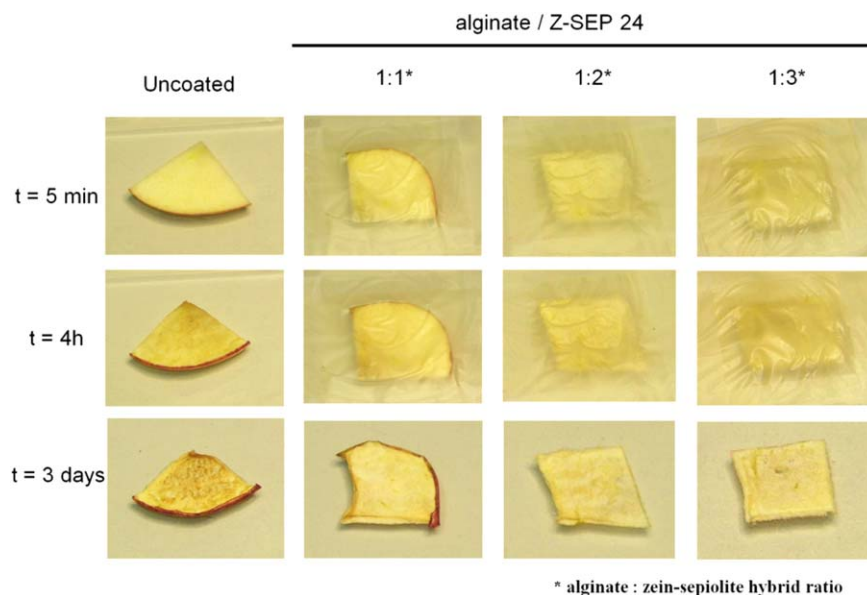 alginate / Z-SEP 24
Uncoated
1:1*
1:2*
1:3*
t = 5 min
t = 4h
t = 3 days
* alginate : zein-sepiolite hybrid ratio